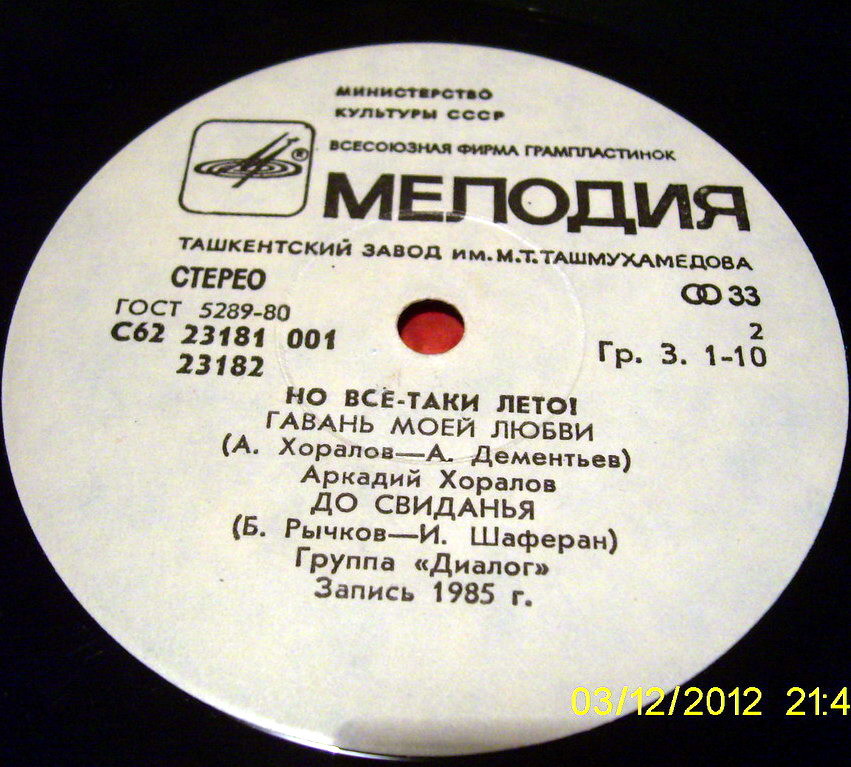 МИНИСТЕРСТВО
КУЛЬТУРЫ СССР
ВСЕСОЮЗНАЯ ФИРМА ГРАМПЛАСТИНОК
®
МЕЛОДИЯ
ТАШКЕНТСКИЙ ЗАВОД ИМ. М.Т. ТАШМУХАМЕДОВА
СТЕРЕО
33
ГОСТ 5289-80
2
С62 23181 001
Гр. 3. 1-10
23182
НО ВСЕ-ТАКИ ЛЕТО!
ГАВАНЬ МОЕЙ ЛЮБВИ
(А. Хоралов—А. Дементьев)
Аркадий Хоралов
ДО СВИДАНЬЯ
(Б. Рычков—И. Шаферан)
Группа «Диалог»
Запись 1985 г.
03/12/2012 21:4